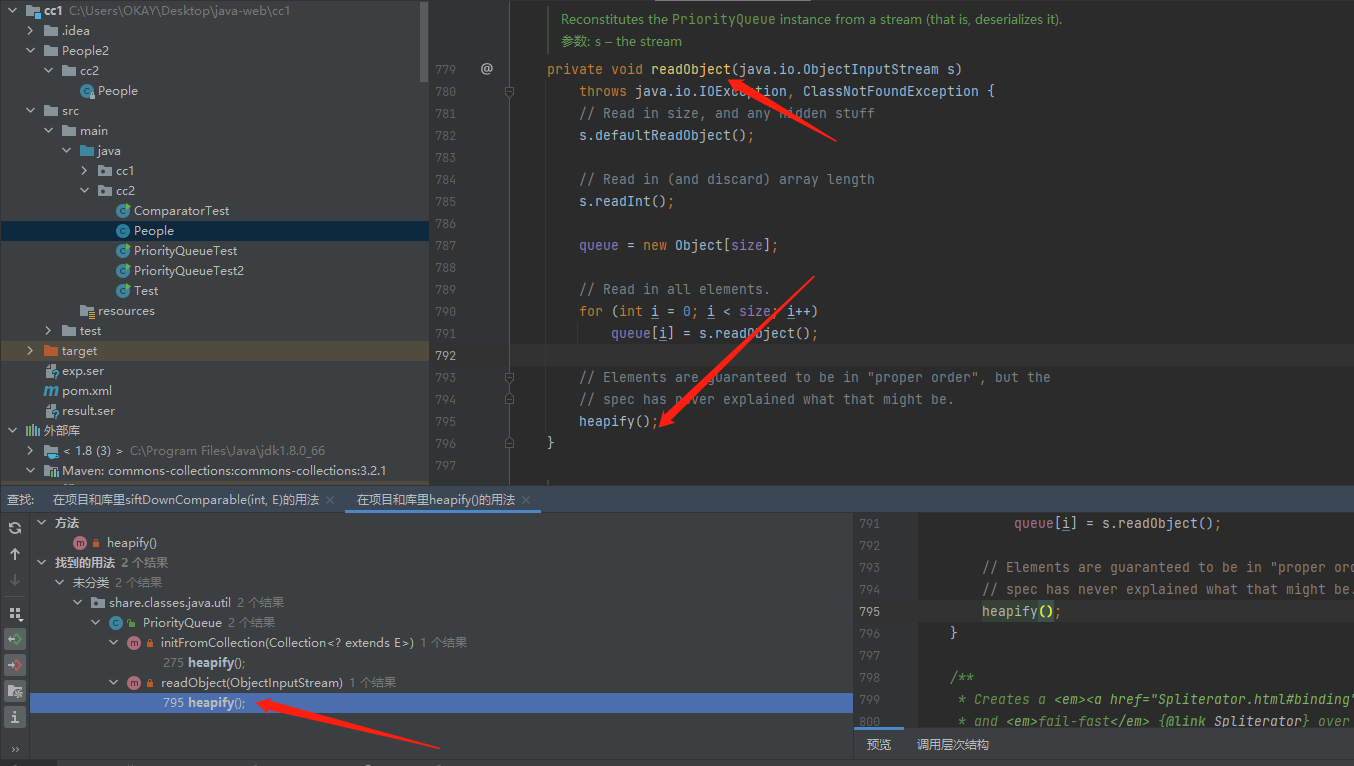 cc1 C:\Users\OKAY\Desktop\java-web\cc1
.idea
People2
cc2
People
src
main
java
cc1
cc2
ComparatorTest
People
PriorityQueueTest
PriorityQueueTest2
Test
resources
test
target
exp.ser
pom.xml
result.ser
外部库
< 1.8 (3) > C:\Program Files\Java\jdk1.8.0_66
Maven: commons-collections:commons-collections:3.2.1
Reconstitutes the PriorityQueue instance from a stream (that is, deserializes it).
参数: s – the stream
779 @ private void readObject(java.io.ObjectInputStream s)
780 throws java.io.IOException, ClassNotFoundException {
781 // Read in size, and any hidden stuff
782 s.defaultReadObject();
783
784 // Read in (and discard) array length
785 s.readInt();
786
787 queue = new Object[size];
788
789 // Read in all elements.
790 for (int i = 0; i < size; i++)
791 queue[i] = s.readObject();
792
793 // Elements are guaranteed to be in "proper order", but the
794 // spec has never explained what that might be.
795 heapify();
796 }
797
查找: 在项目和库里siftDownComparable(int, E)的用法 × 在项目和库里heapify()的用法 ×
方法
heapify()
找到的用法 2 个结果
未分类 2 个结果
share.classes.java.util 2 个结果
PriorityQueue 2 个结果
initFromCollection(Collection<? extends E>) 1 个结果
275 heapify();
readObject(ObjectInputStream) 1 个结果
795 heapify();
791 queue[i] = s.readObject();
792
793 // Elements are guaranteed to be in "proper ord
794 // spec has never explained what that might be.
795 heapify();
796 }
797
798 /**
799 * Creates a <em><a href="Spliterator.html#binding"
800 * and <em>fail-fast</em> {@link Spliterator} over
预览 调用层次结构